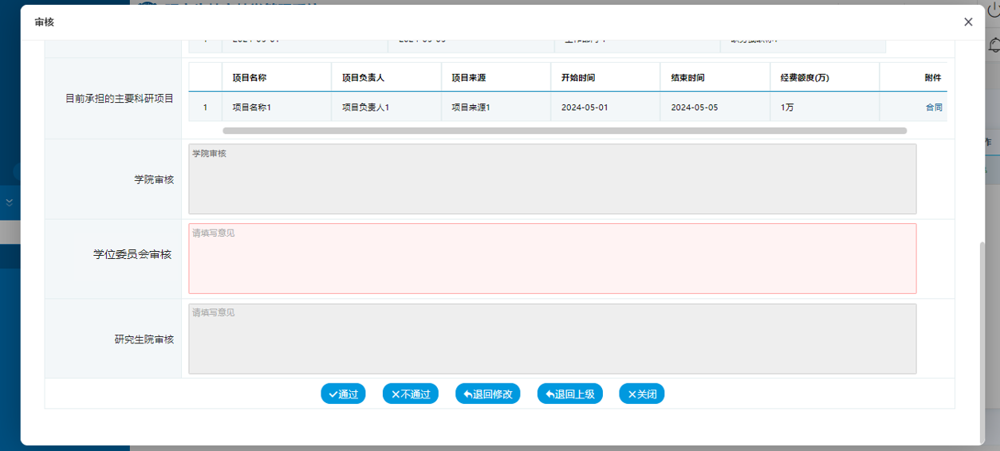 审核
目前承担的主要科研项目
项目名称 项目负责人 项目来源 开始时间 结束时间 经费额度(万) 附件
1 项目名称1 项目负责人1 项目来源1 2024-05-01 2024-05-05 1万 合同
学院审核
学院审核
学位委员会审核
请填写意见
研究生院审核
请填写意见
通过 不通过 退回修改 退回上级 关闭
作